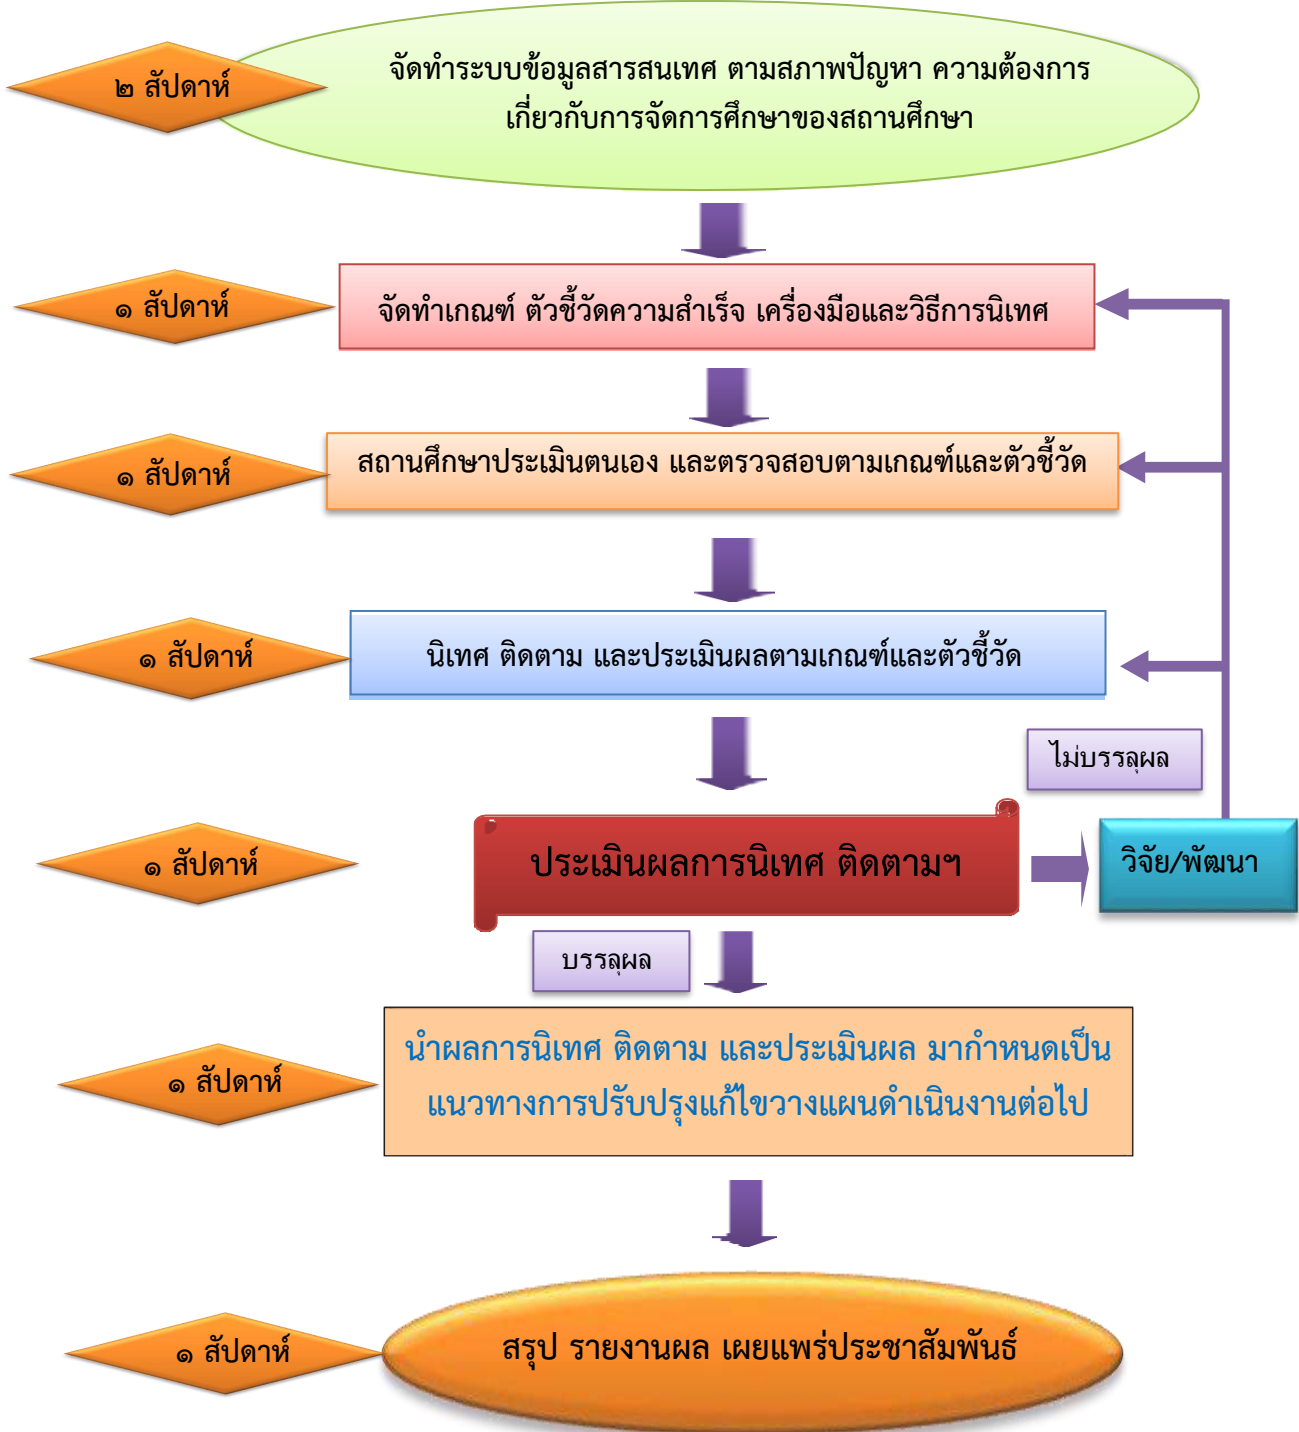 ๒ สัปดาห์
จัดทำระบบข้อมูลสารสนเทศ ตามสภาพปัญหา ความต้องการ
เกี่ยวกับการจัดการศึกษาของสถานศึกษา
๑ สัปดาห์
จัดทำเกณฑ์ ตัวชี้วัดความสำเร็จ เครื่องมือและวิธีการนิเทศ
๑ สัปดาห์
สถานศึกษาประเมินตนเอง และตรวจสอบตามเกณฑ์และตัวชี้วัด
๑ สัปดาห์
นิเทศ ติดตาม และประเมินผลตามเกณฑ์และตัวชี้วัด
ไม่บรรลุผล
๑ สัปดาห์
ประเมินผลการนิเทศ ติดตามฯ
วิจัย/พัฒนา
บรรลุผล
๑ สัปดาห์
นำผลการนิเทศ ติดตาม และประเมินผล มากำหนดเป็น
แนวทางการปรับปรุงแก้ไขวางแผนดำเนินงานต่อไป
๑ สัปดาห์
สรุป รายงานผล เผยแพร่ประชาสัมพันธ์